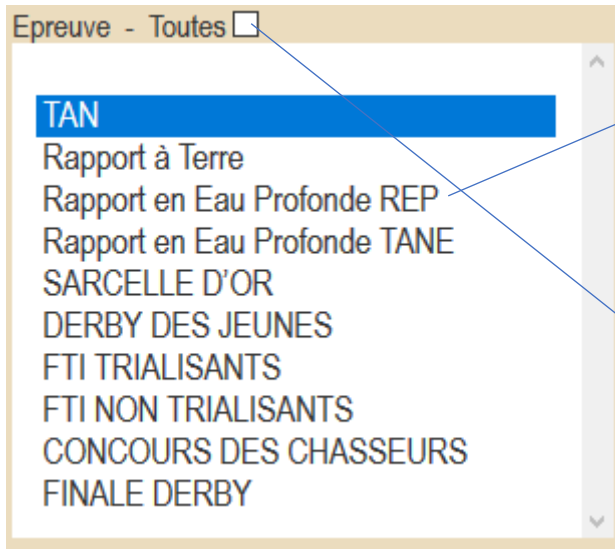 Epreuve - Toutes
TAN
Rapport à Terre
Rapport en Eau Profonde REP
Rapport en Eau Profonde TANE
SARCELLE D'OR
DERBY DES JEUNES
FTI TRIALISANTS
FTI NON TRIALISANTS
CONCOURS DES CHASSEURS
FINALE DERBY